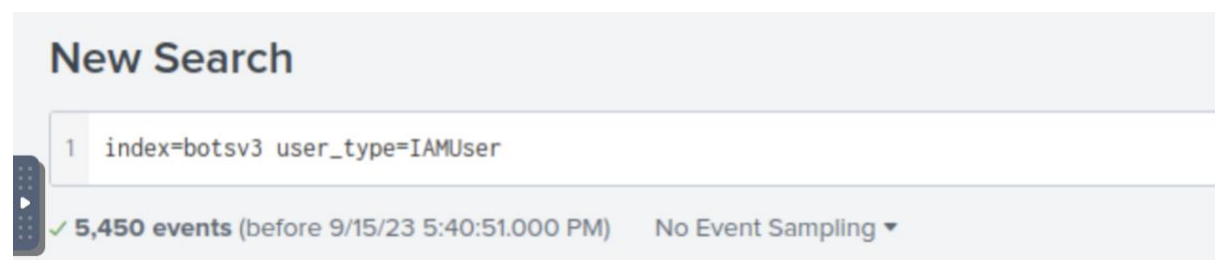 New Search
1 index=botsv3 user_type=IAMUser
5,450 events (before 9/15/23 5:40:51.000 PM) No Event Sampling